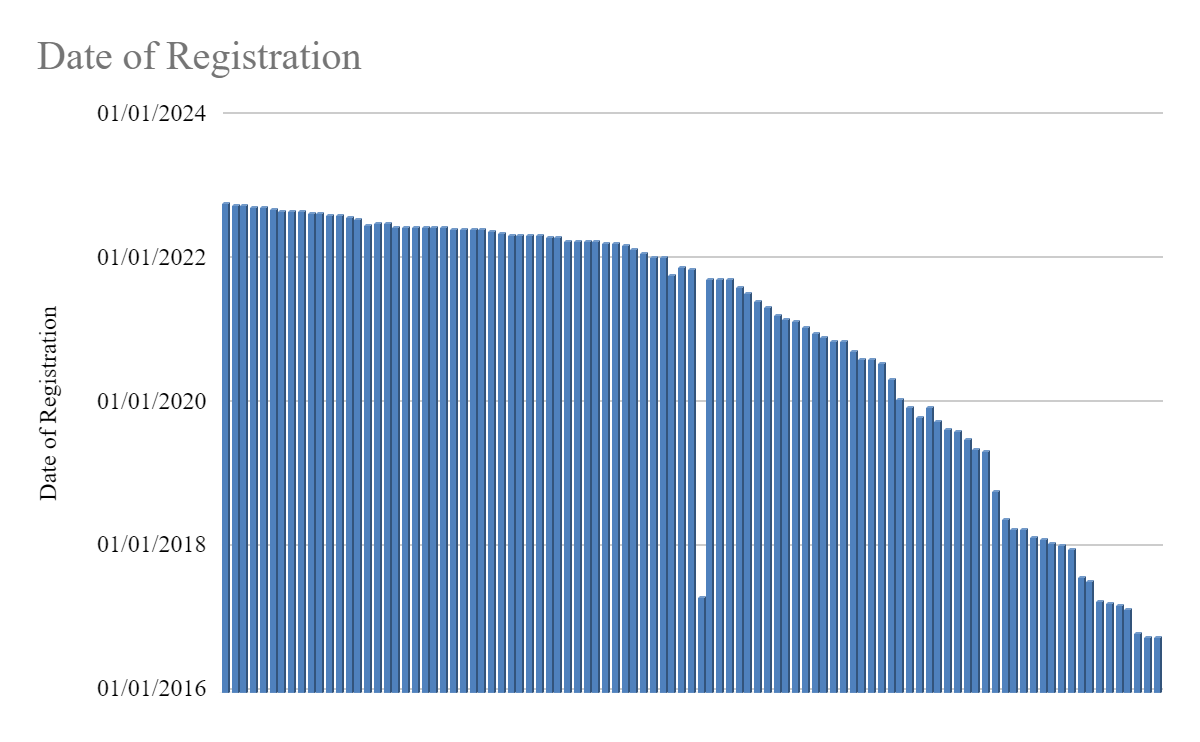 Date of Registration
01/01/2024
01/01/2022
01/01/2020
01/01/2018
01/01/2016
Date of Registration